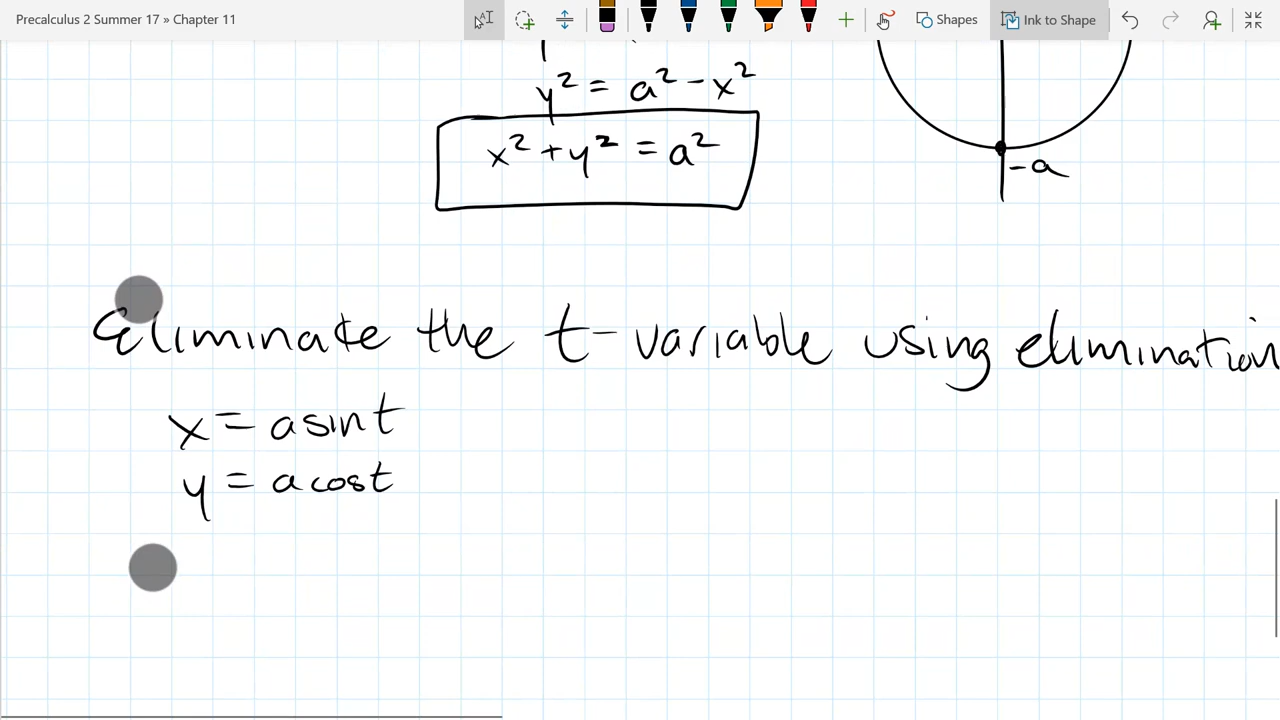 Precalculus 2 Summer 17 » Chapter 11
Shapes
Ink to Shape
y² = a² - x²
x² + y² = a²
-a
Eliminate the t-variable using elimination
x = a sin t
y = a cos t